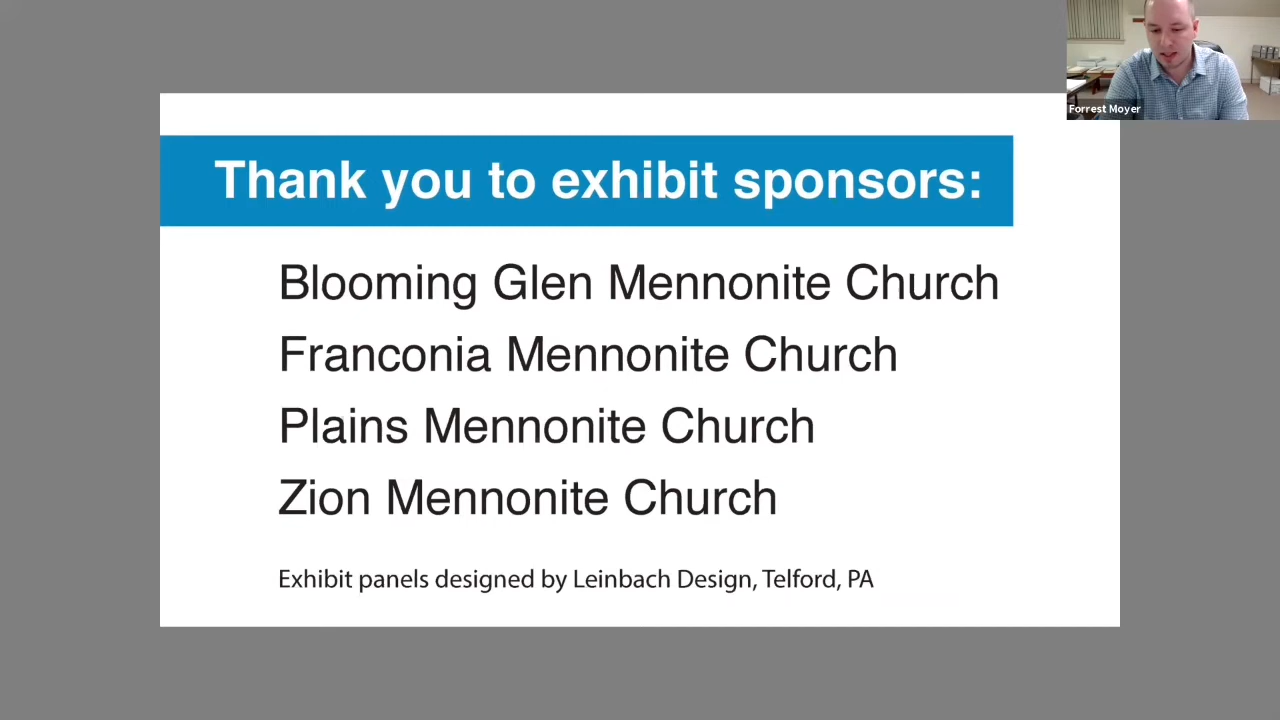 Forrest Moyer
Thank you to exhibit sponsors:
Blooming Glen Mennonite Church
Franconia Mennonite Church
Plains Mennonite Church
Zion Mennonite Church
Exhibit panels designed by Leinbach Design, Telford, PA